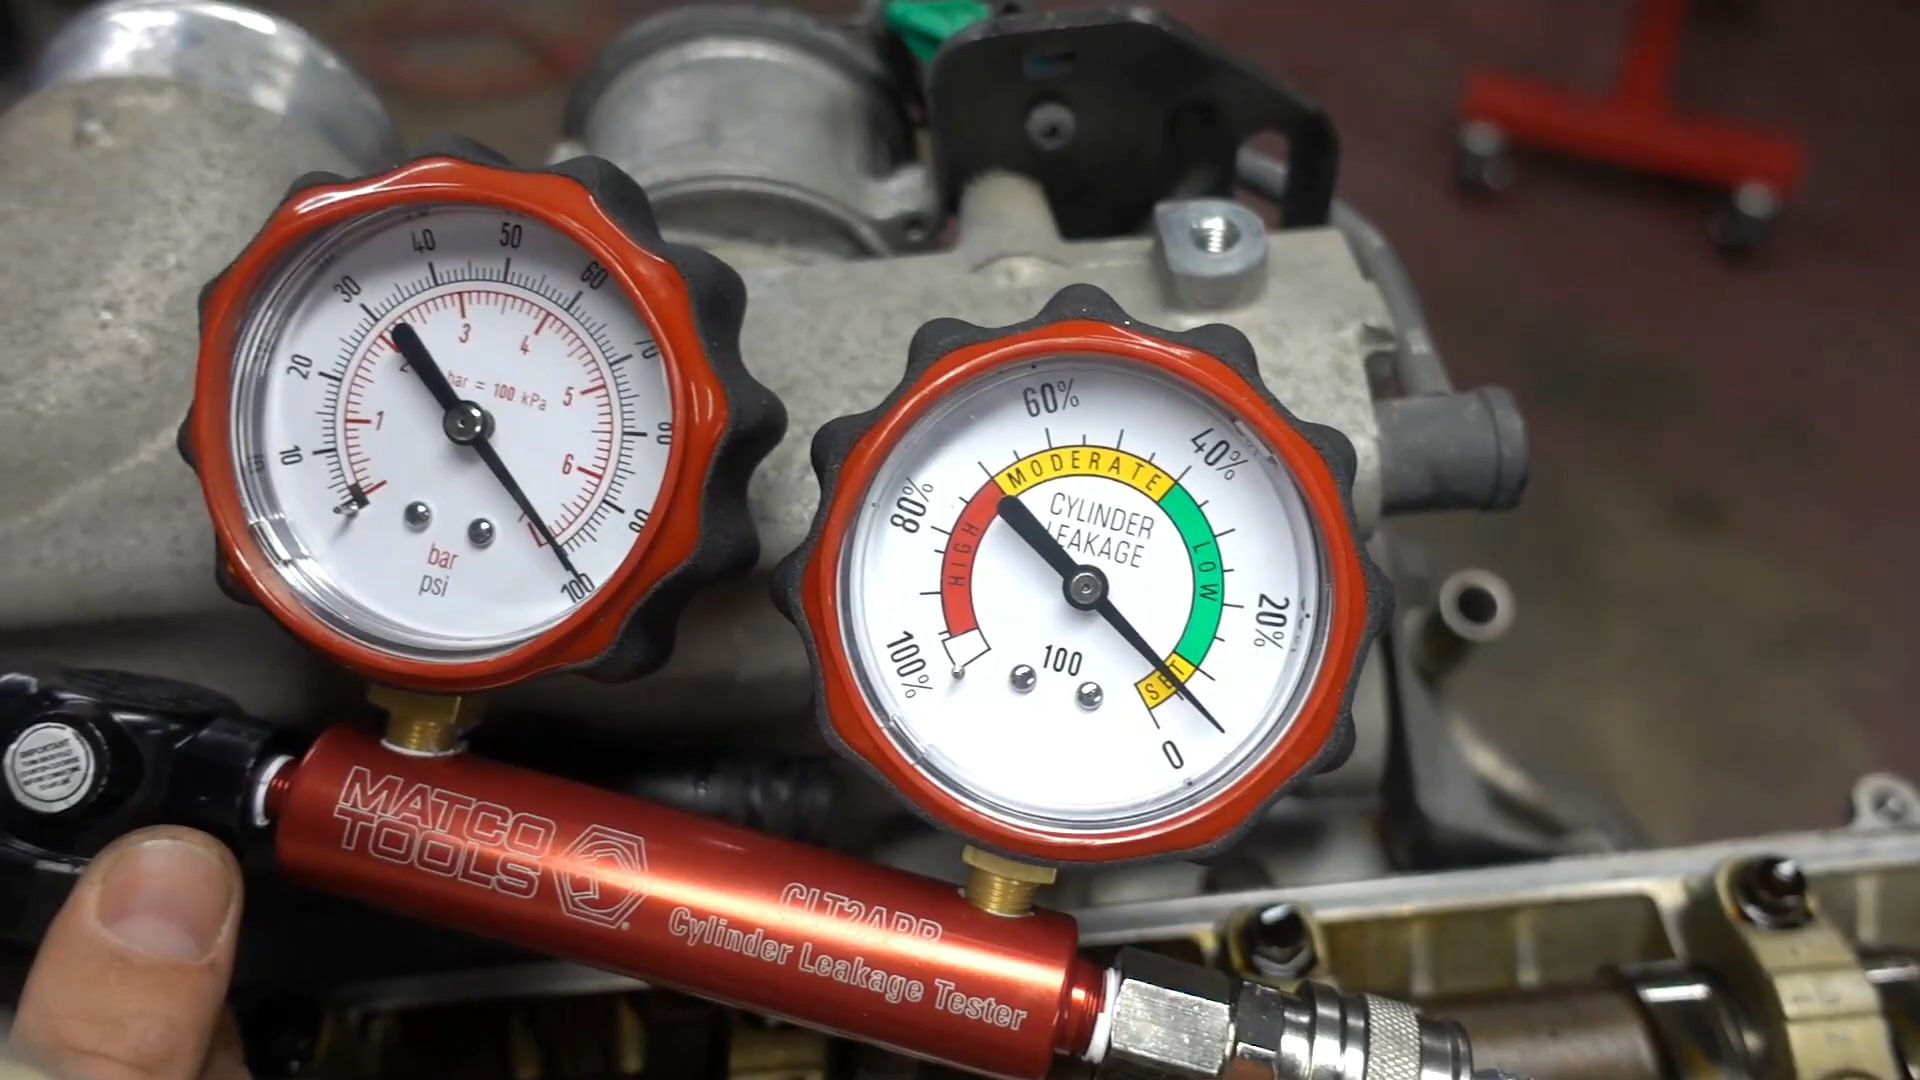 10
20
30
40
50
60
1
3
4
5
6
bar = 100 kPa
bar
psi
100
60%
40%
80%
20%
100%
MODERATE
HIGH
LOW
SET
CYLINDER
LEAKAGE
100
0
MATCO
TOOLS
Cylinder Leakage Tester